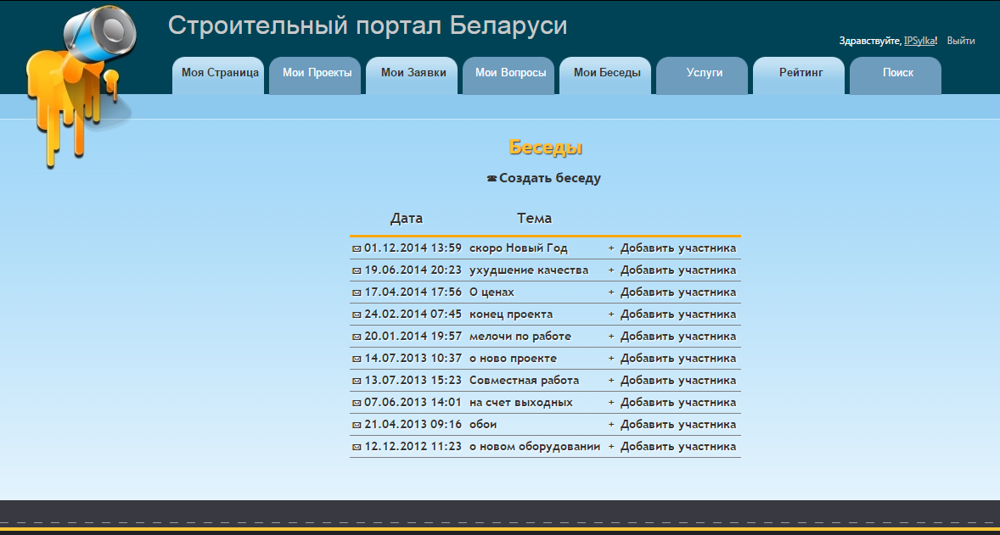 Строительный портал Беларуси
Здравствуйте, IPSylka! Выйти
Моя Страница Мои Проекты Мои Заявки Мои Вопросы Мои Беседы Услуги Рейтинг Поиск
Беседы
☎ Создать беседу
Дата Тема
01.12.2014 13:59 скоро Новый Год + Добавить участника
19.06.2014 20:23 ухудшение качества + Добавить участника
17.04.2014 17:56 О ценах + Добавить участника
24.02.2014 07:45 конец проекта + Добавить участника
20.01.2014 19:57 мелочи по работе + Добавить участника
14.07.2013 10:37 о ново проекте + Добавить участника
13.07.2013 15:23 Совместная работа + Добавить участника
07.06.2013 14:01 на счет выходных + Добавить участника
21.04.2013 09:16 обои + Добавить участника
12.12.2012 11:23 о новом оборудовании + Добавить участника